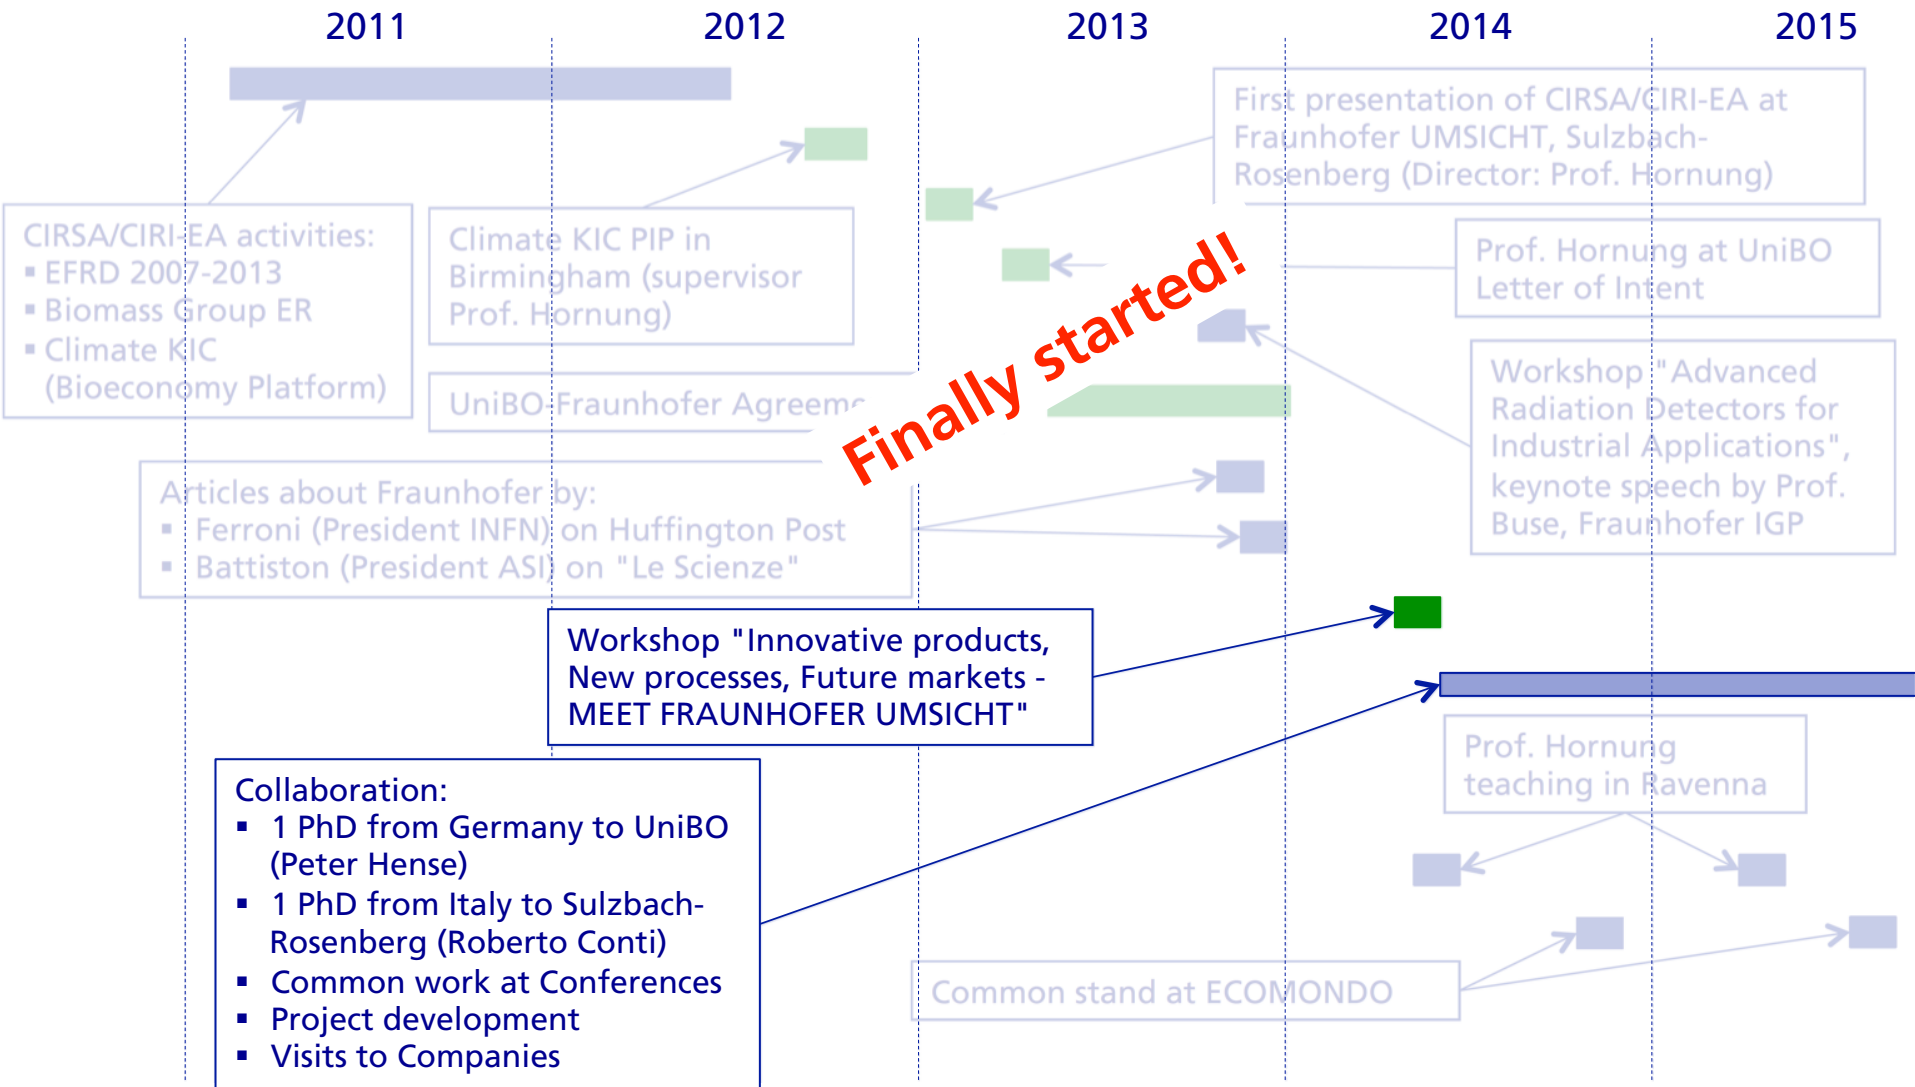 2011 2012 2013 2014 2015
First presentation of CIRSA/CIRI-EA at
Fraunhofer UMSICHT, Sulzbach-
Rosenberg (Director: Prof. Hornung)
CIRSA/CIRI-EA activities:
▪ EFRD 2007-2013
▪ Biomass Group ER
▪ Climate KIC
(Bioeconomy Platform)
Climate KIC PIP in
Birmingham (supervisor
Prof. Hornung)
Prof. Hornung at UniBO
Letter of Intent
Finally started!
UniBO-Fraunhofer
Workshop "Advanced
Radiation Detectors for
Industrial Applications",
keynote speech by Prof.
Buse, Fraunhofer IGP
Articles about Fraunhofer by:
▪ Ferroni (President INFN) on Huffington Post
▪ Battiston (President ASI) on "Le Scienze"
Workshop "Innovative products,
New processes, Future markets -
MEET FRAUNHOFER UMSICHT"
Prof. Hornung
teaching in Ravenna
Collaboration:
▪ 1 PhD from Germany to UniBO
(Peter Hense)
▪ 1 PhD from Italy to Sulzbach-
Rosenberg (Roberto Conti)
▪ Common work at Conferences
▪ Project development
▪ Visits to Companies
Common stand at ECOMONDO